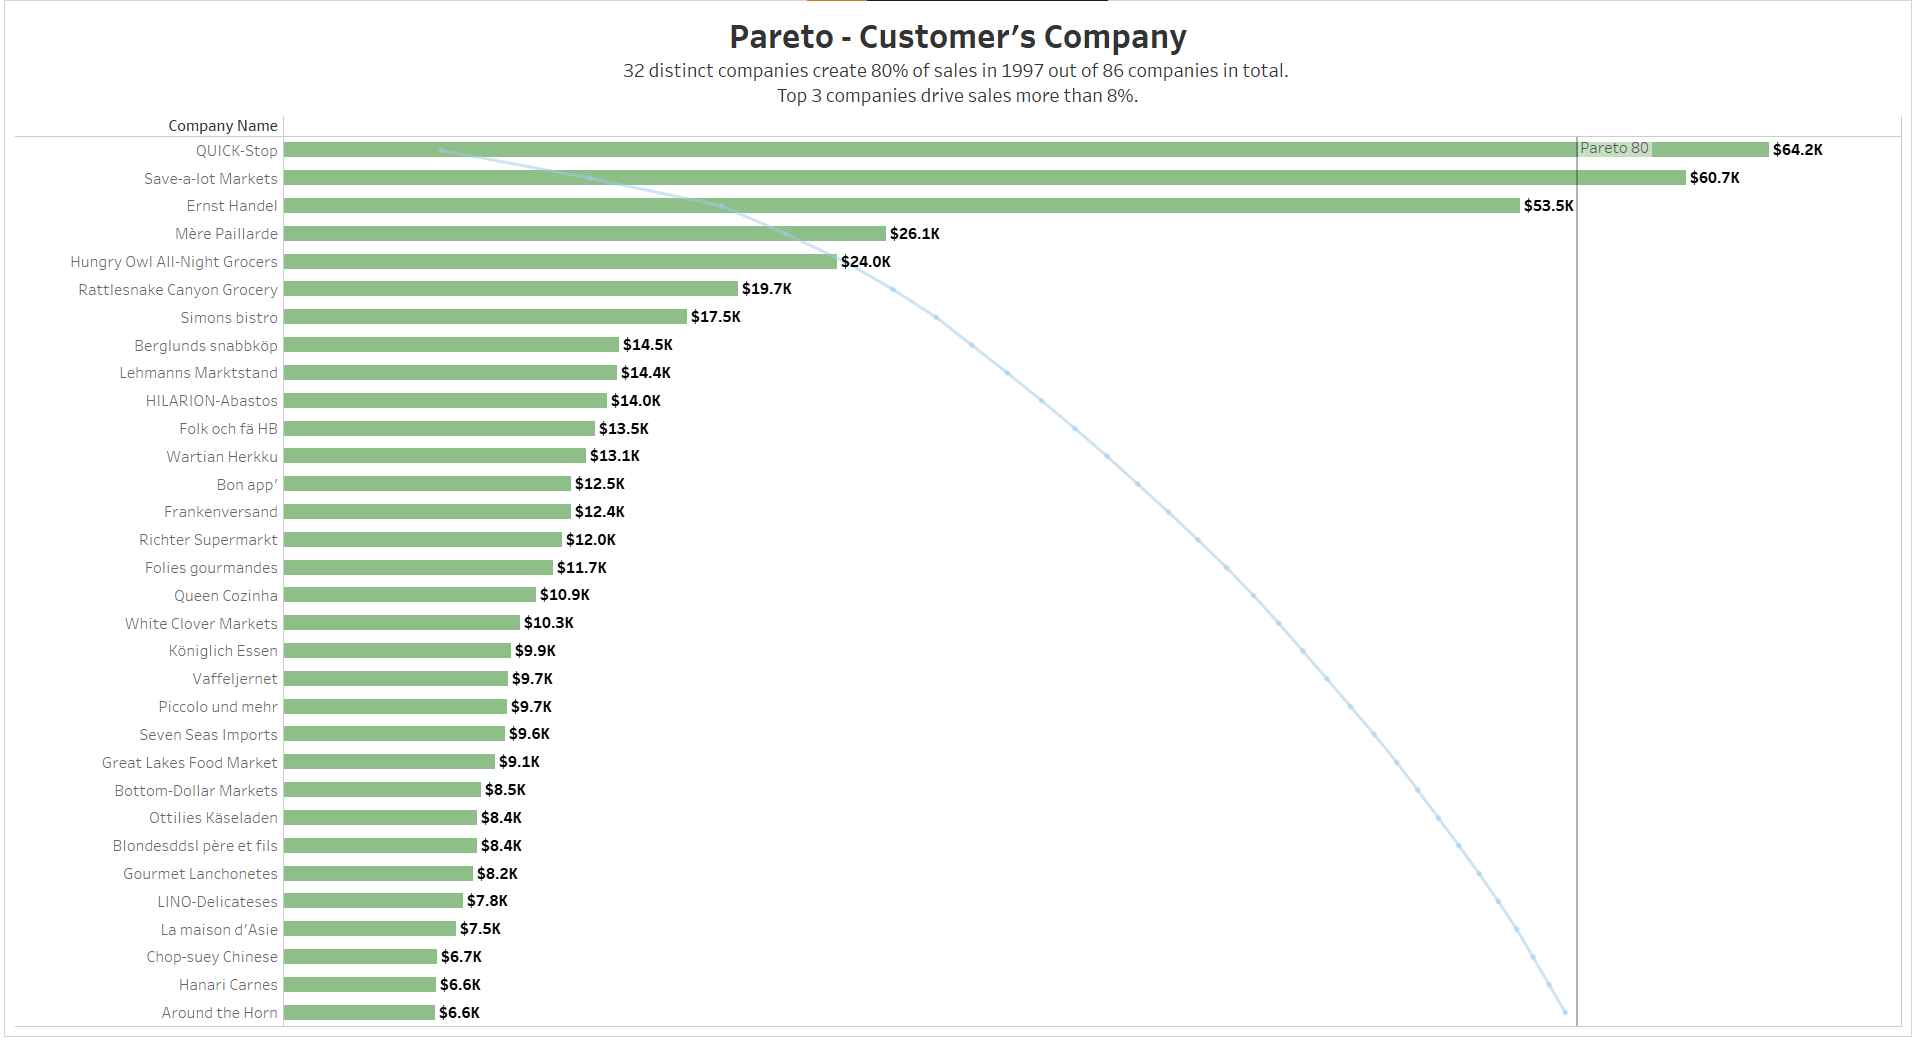 Pareto - Customer’s Company
32 distinct companies create 80% of sales in 1997 out of 86 companies in total.
Top 3 companies drive sales more than 8%.
Company Name
QUICK-Stop Pareto 80 $64.2K
Save-a-lot Markets $60.7K
Ernst Handel $53.5K
Mère Paillarde $26.1K
Hungry Owl All-Night Grocers $24.0K
Rattlesnake Canyon Grocery $19.7K
Simons bistro $17.5K
Berglunds snabbköp $14.5K
Lehmanns Marktstand $14.4K
HILARION-Abastos $14.0K
Folk och fä HB $13.5K
Wartian Herkku $13.1K
Bon app' $12.5K
Frankenversand $12.4K
Richter Supermarkt $12.0K
Folies gourmandes $11.7K
Queen Cozinha $10.9K
White Clover Markets $10.3K
Königlich Essen $9.9K
Vaffeljernet $9.7K
Piccolo und mehr $9.7K
Seven Seas Imports $9.6K
Great Lakes Food Market $9.1K
Bottom-Dollar Markets $8.5K
Ottilies Käseladen $8.4K
Blondesddsl père et fils $8.4K
Gourmet Lanchonetes $8.2K
LINO-Delicateses $7.8K
La maison d'Asie $7.5K
Chop-suey Chinese $6.7K
Hanari Carnes $6.6K
Around the Horn $6.6K